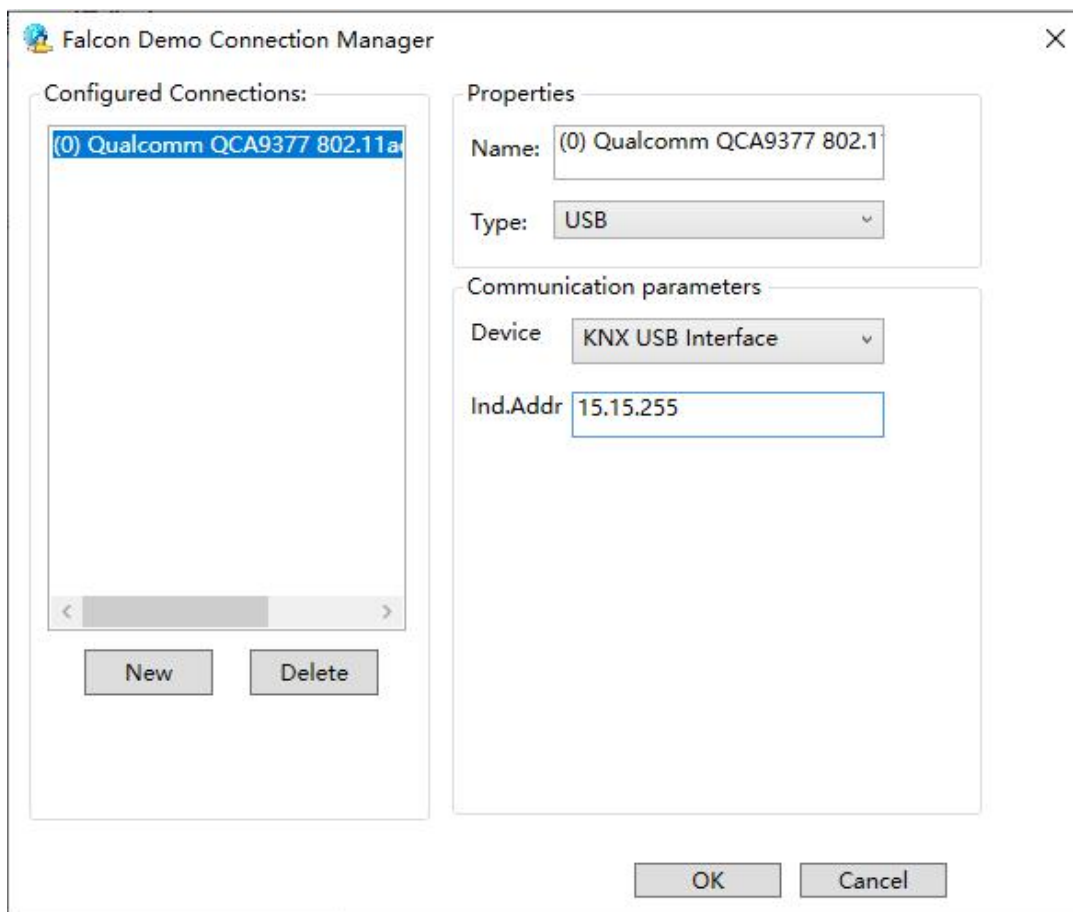 Falcon Demo Connection Manager
Configured Connections:
(0) Qualcomm QCA9377 802.11a
New
Delete
Properties
Name:
(0) Qualcomm QCA9377 802.1
Type:
USB
Communication parameters
Device
KNX USB Interface
Ind.Addr
15.15.255
OK
Cancel